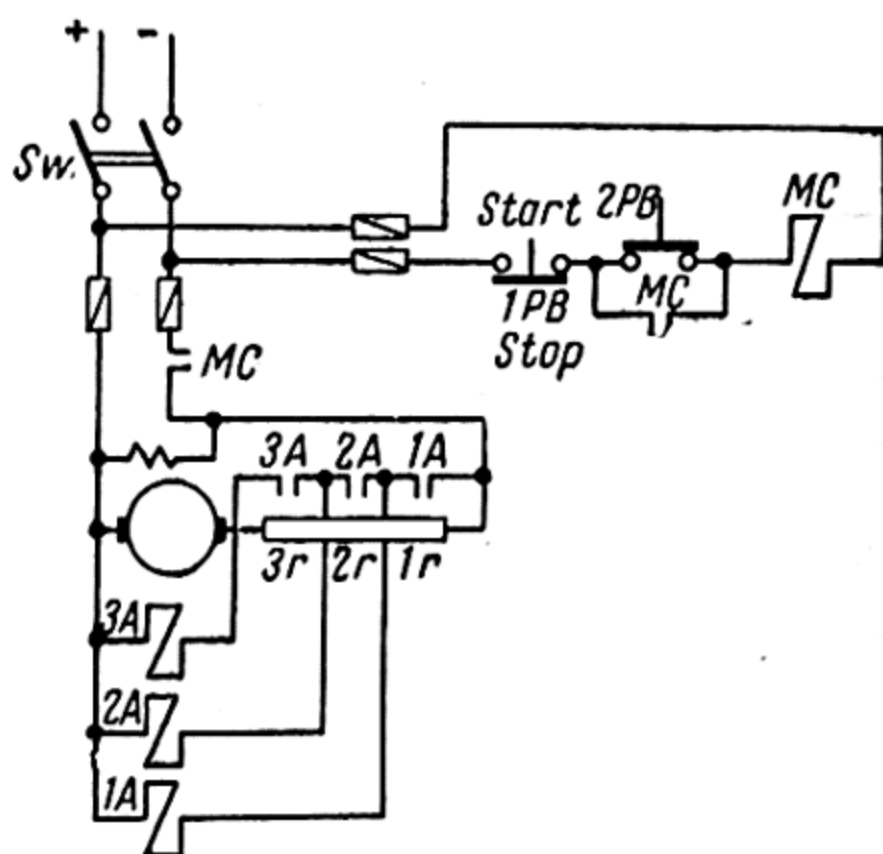 + -
Sw.
Start 2PB MC
1PB MC
Stop
MC
3A 2A 1A
3r 2r 1r
3A
2A
1A